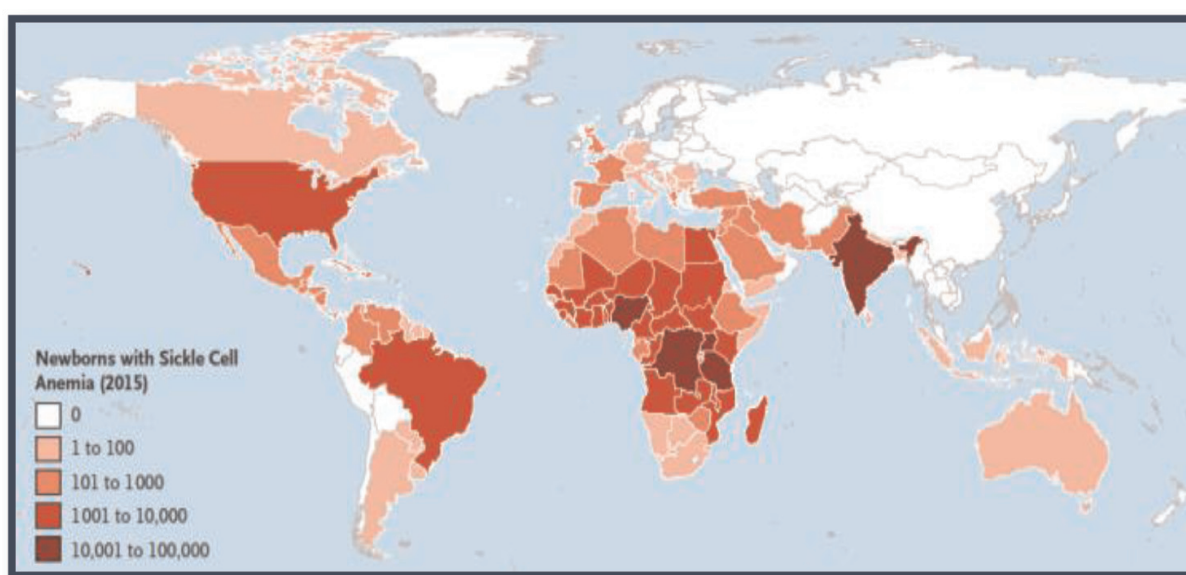 Newborns with Sickle Cell
Anemia (2015)
0
1 to 100
101 to 1000
1001 to 10,000
10,001 to 100,000